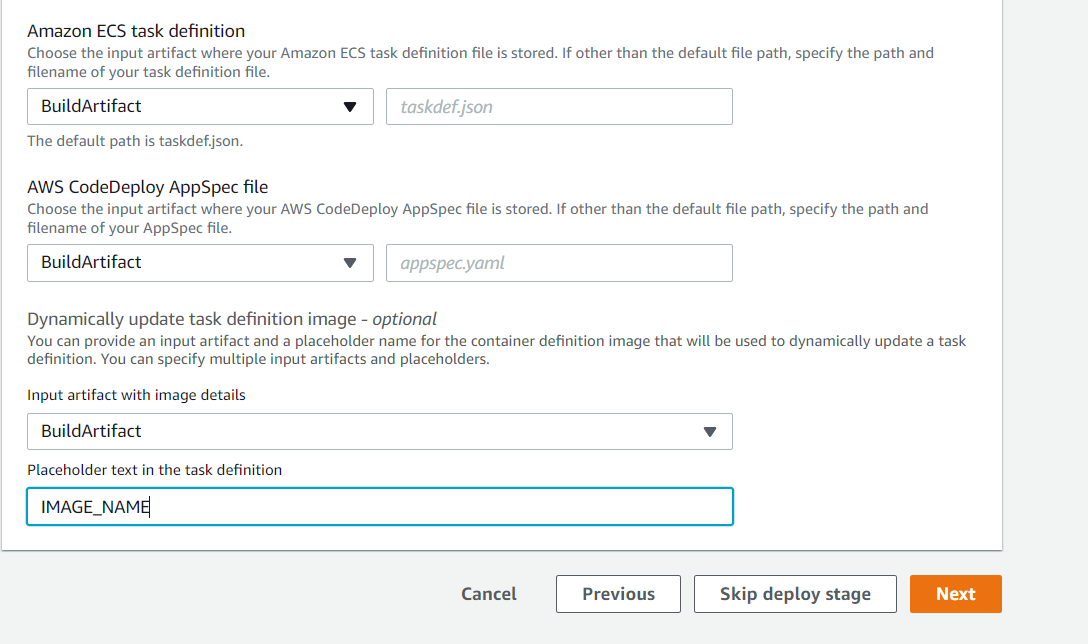 Amazon ECS task definition
Choose the input artifact where your Amazon ECS task definition file is stored. If other than the default file path, specify the path and
filename of your task definition file.
BuildArtifact
taskdef.json
The default path is taskdef.json.
AWS CodeDeploy AppSpec file
Choose the input artifact where your AWS CodeDeploy AppSpec file is stored. If other than the default file path, specify the path and
filename of your AppSpec file.
BuildArtifact
appspec.yaml
Dynamically update task definition image - optional
You can provide an input artifact and a placeholder name for the container definition image that will be used to dynamically update a task
definition. You can specify multiple input artifacts and placeholders.
Input artifact with image details
BuildArtifact
Placeholder text in the task definition
IMAGE_NAME
Cancel
Previous
Skip deploy stage
Next